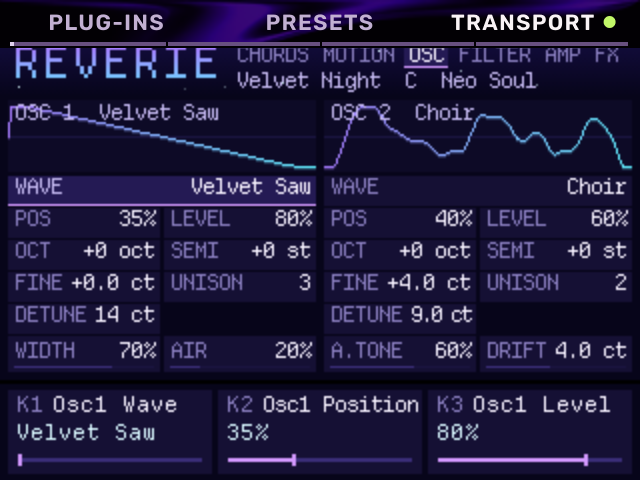 PLUG-INS PRESETS TRANSPORT
REVERIE CHORDS MOTION OSC FILTER AMP FX
Velvet Night C Neo Soul
OSC 1 Velvet Saw OSC 2 Choir
WAVE Velvet Saw WAVE Choir
POS 35% LEVEL 80% POS 40% LEVEL 60%
OCT +0 oct SEMI +0 st OCT +0 oct SEMI +0 st
FINE +0.0 ct UNISON 3 FINE +4.0 ct UNISON 2
DETUNE 14 ct DETUNE 9.0 ct
WIDTH 70% AIR 20% A.TONE 60% DRIFT 4.0 ct
K1 Osc1 Wave K2 Osc1 Position K3 Osc1 Level
Velvet Saw 35% 80%